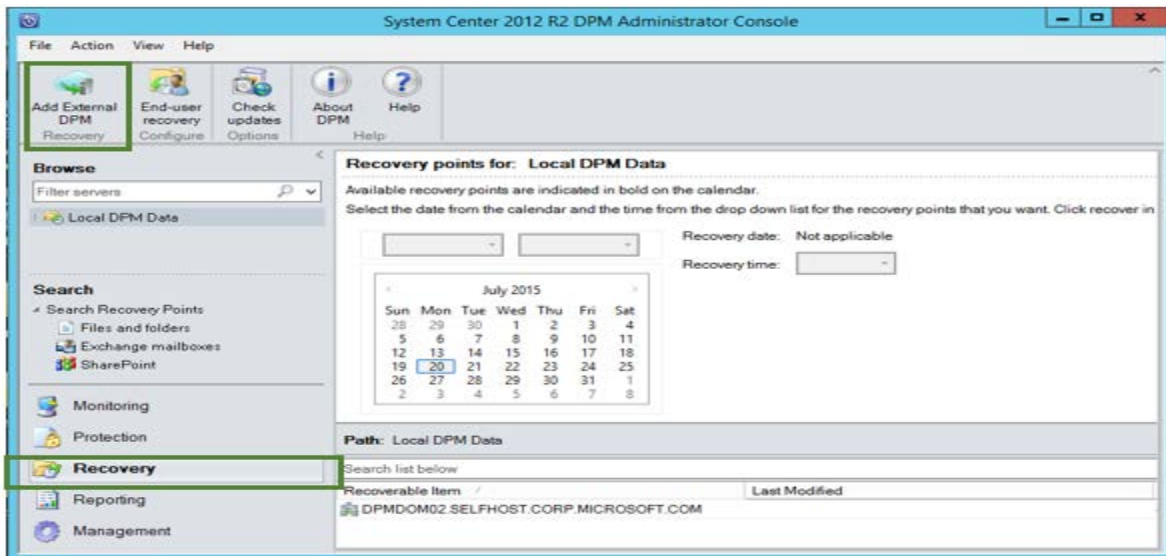 System Center 2012 R2 DPM Administrator Console
File Action View Help
Add External DPM
Recovery
End-user recovery
Configure
Check updates
Options
About DPM
Help
Help
Browse
Filter servers
Local DPM Data
Search
Search Recovery Points
Files and folders
Exchange mailboxes
SharePoint
Monitoring
Protection
Recovery
Reporting
Management
Recovery points for: Local DPM Data
Available recovery points are indicated in bold on the calendar.
Select the date from the calendar and the time from the drop down list for the recovery points that you want. Click recover in
Recovery date: Not applicable
Recovery time:
July 2015
Sun Mon Tue Wed Thu Fri Sat
28 29 30 1 2 3 4
5 6 7 8 9 10 11
12 13 14 15 16 17 18
19 20 21 22 23 24 25
26 27 28 29 30 31 1
2 3 4 5 6 7 8
Path: Local DPM Data
Search list below
Recoverable Item Last Modified
DPMDOM02.SELFHOST.CORP.MICROSOFT.COM